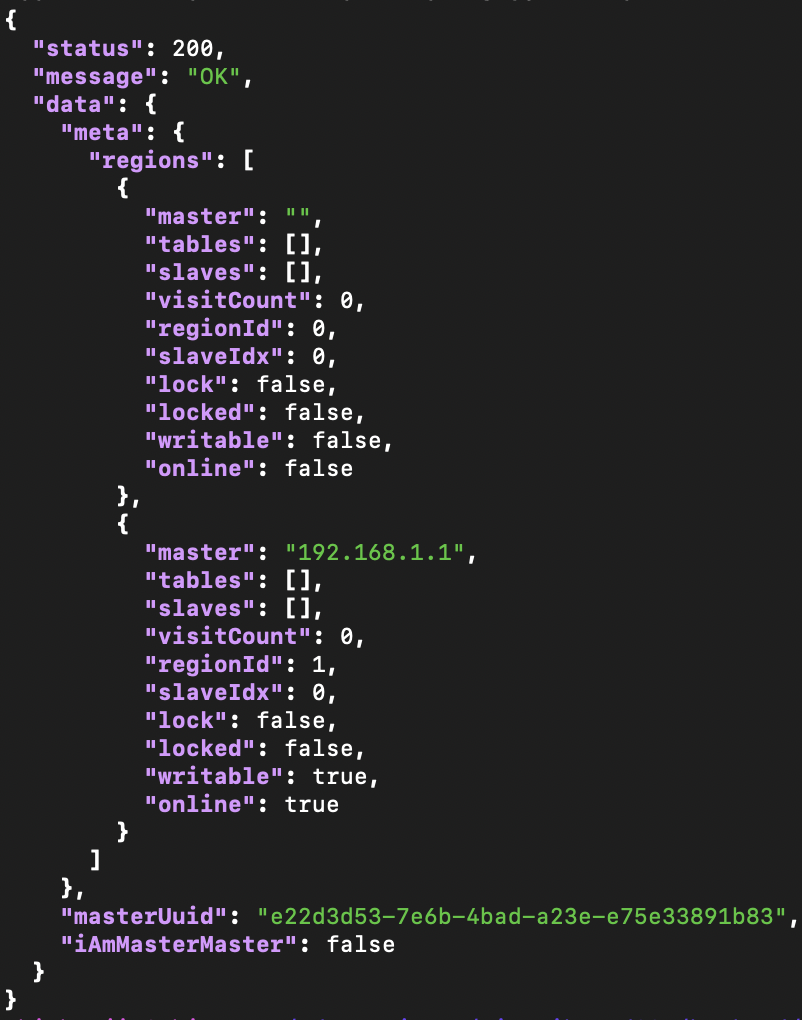 {
  "status": 200,
  "message": "OK",
  "data": {
    "meta": {
      "regions": [
        {
          "master": "",
          "tables": [],
          "slaves": [],
          "visitCount": 0,
          "regionId": 0,
          "slaveIdx": 0,
          "lock": false,
          "locked": false,
          "writable": false,
          "online": false
        },
        {
          "master": "192.168.1.1",
          "tables": [],
          "slaves": [],
          "visitCount": 0,
          "regionId": 1,
          "slaveIdx": 0,
          "lock": false,
          "locked": false,
          "writable": true,
          "online": true
        }
      ]
    },
    "masterUuid": "e22d3d53-7e6b-4bad-a23e-e75e33891b83",
    "iAmMasterMaster": false
  }
}